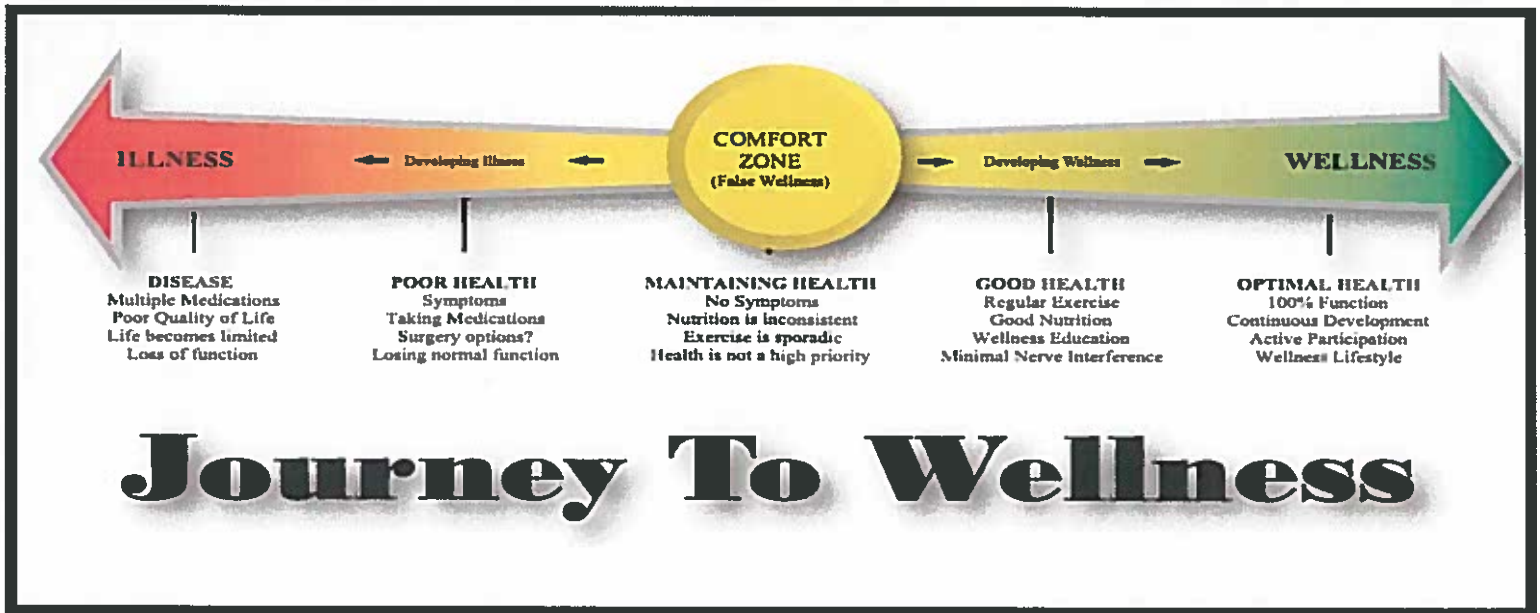 ILLNESS
Developing Illness
COMFORT
ZONE
(False Wellness)
Developing Wellness
WELLNESS
DISEASE
Multiple Medications
Poor Quality of Life
Life becomes limited
Loss of function
POOR HEALTH
Symptoms
Taking Medications
Surgery options?
Losing normal function
MAINTAINING HEALTH
No Symptoms
Nutrition is inconsistent
Exercise is sporadic
Health is not a high priority
GOOD HEALTH
Regular Exercise
Good Nutrition
Wellness Education
Minimal Nerve Interference
OPTIMAL HEALTH
100% Function
Continuous Development
Active Participation
Wellness Lifestyle
Journey To Wellness